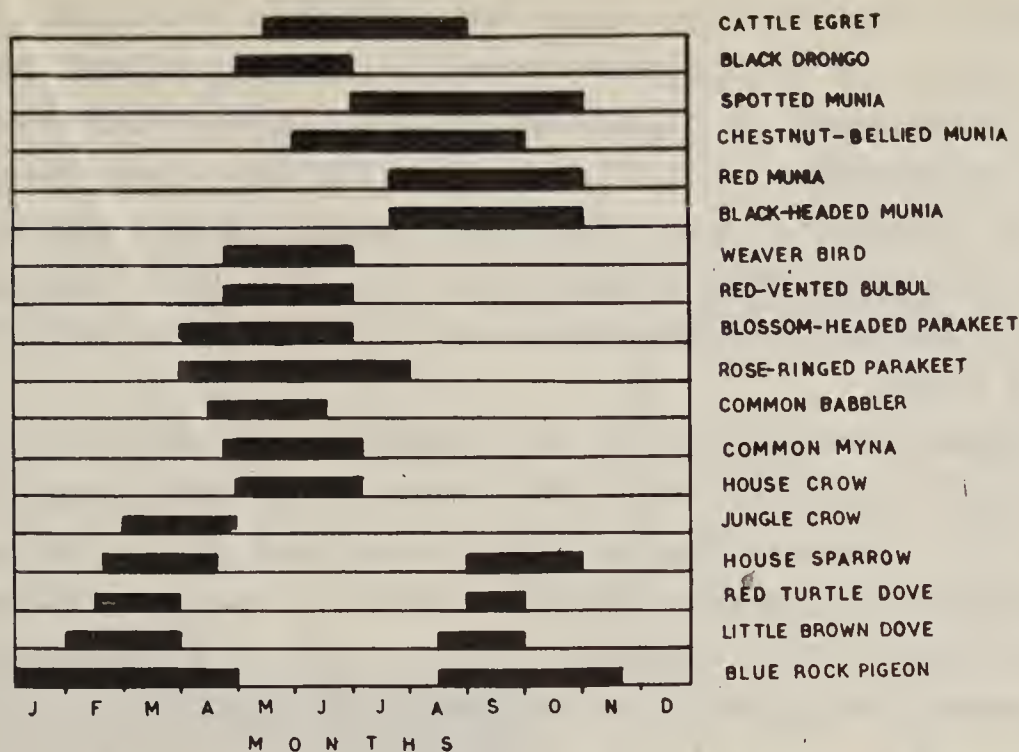 CATTLE EGRET
BLACK DRONGO
SPOTTED MUNIA
CHESTNUT-BELLIED MUNIA
RED MUNIA
BLACK-HEADED MUNIA
WEAVER BIRD
RED-VENTED BULBUL
BLOSSOM-HEADED PARAKEET
ROSE-RINGED PARAKEET
COMMON BABBLER
COMMON MYNA
HOUSE CROW
JUNGLE CROW
HOUSE SPARROW
RED TURTLE DOVE
LITTLE BROWN DOVE
BLUE ROCK PIGEON
J F M A M J J A S O N D
MONTHS